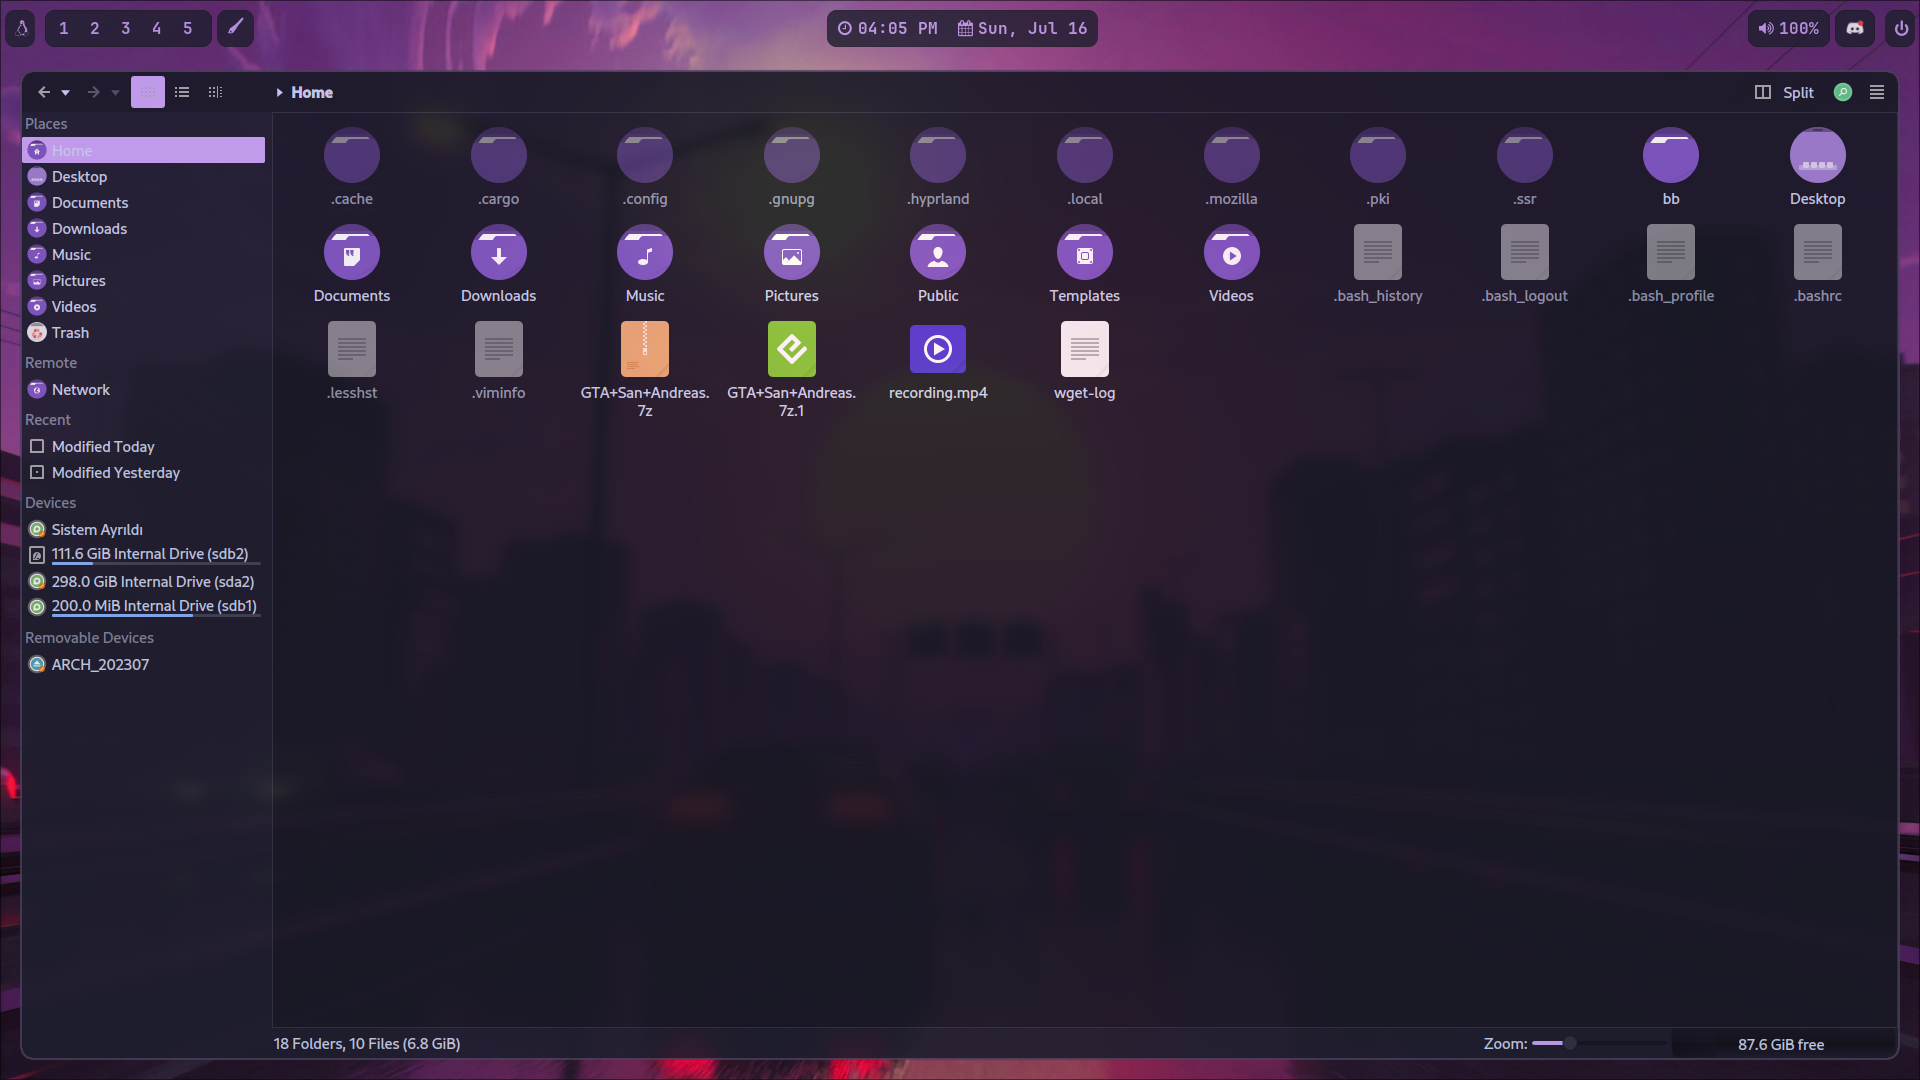 1 2 3 4 5
04:05 PM Sun, Jul 16
100%
Home
Split
Places
Home
Desktop
Documents
Downloads
Music
Pictures
Videos
Trash
Remote
Network
Recent
Modified Today
Modified Yesterday
Devices
Sistem Ayrıldı
111.6 GiB Internal Drive (sdb2)
298.0 GiB Internal Drive (sda2)
200.0 MiB Internal Drive (sdb1)
Removable Devices
ARCH_202307
.cache
.cargo
.config
.gnupg
.hyprland
.local
.mozilla
.pki
.ssr
bb
Desktop
Documents
Downloads
Music
Pictures
Public
Templates
Videos
.bash_history
.bash_logout
.bash_profile
.bashrc
.lesshst
.viminfo
GTA+San+Andreas.
7z
GTA+San+Andreas.
7z.1
recording.mp4
wget-log
18 Folders, 10 Files (6.8 GiB)
Zoom:
87.6 GiB free